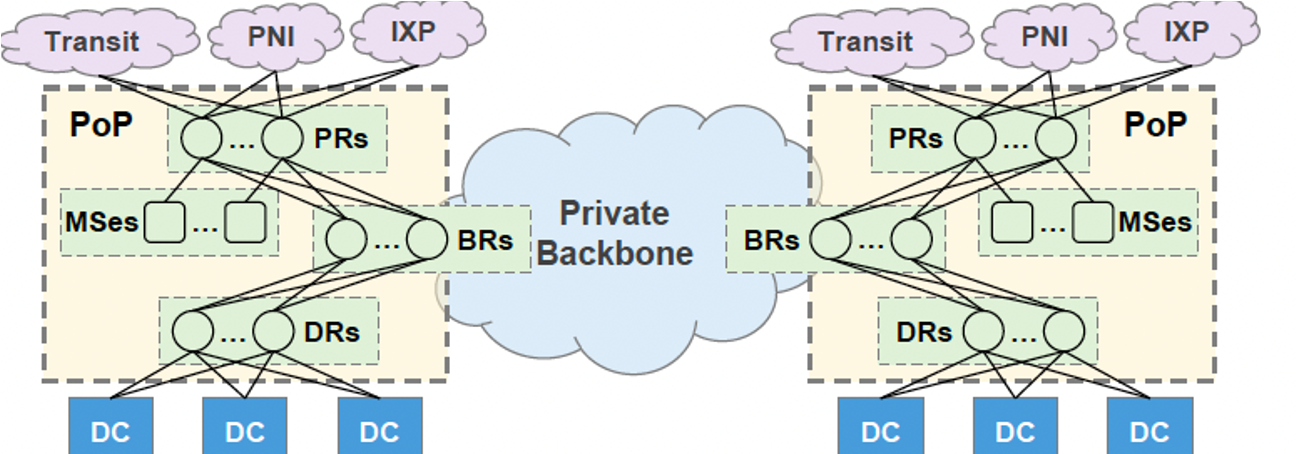 Transit PNI IXP Transit PNI IXP
PoP PRs PRs PoP
... ... 
MSes ... BRs Private Backbone BRs ... MSes
... ...
DRs DRs
... ...
DC DC DC DC DC DC